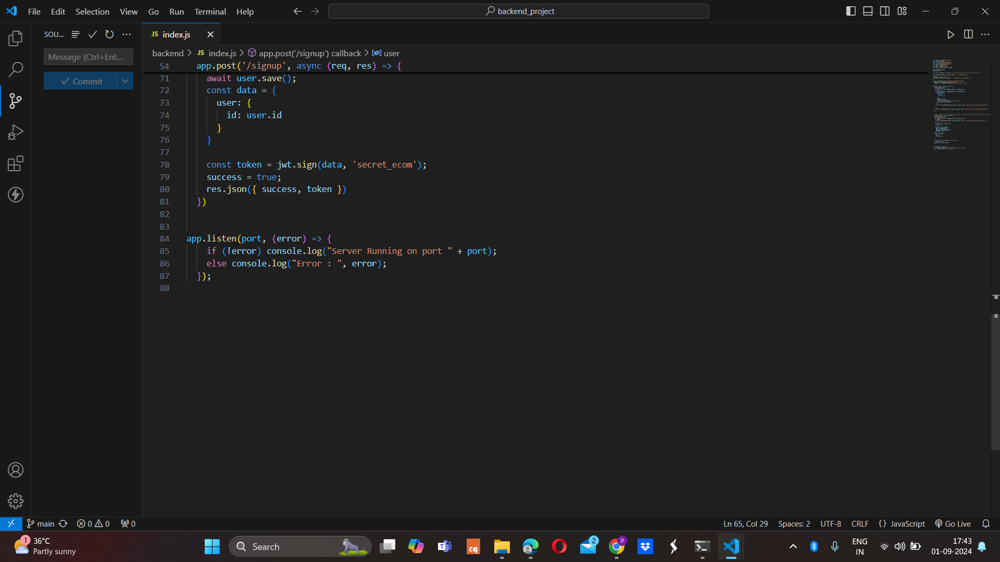 File Edit Selection View Go Run Terminal Help
backend_project
SOU...
JS index.js
Message (Ctrl+Ent...
Commit
backend > JS index.js > app.post('/signup') callback > user
54 app.post('/signup', async (req, res) => {
71 await user.save();
72 const data = {
73 user: {
74 id: user.id
75 }
76 }
77
78 const token = jwt.sign(data, 'secret_ecom');
79 success = true;
80 res.json({ success, token })
81 })
82
83
84 app.listen(port, (error) => {
85 if (!error) console.log("Server Running on port " + port);
86 else console.log("Error : ", error);
87 });
88
main 0 0 0
Ln 65, Col 29 Spaces: 2 UTF-8 CRLF {} JavaScript Go Live
1 36°C
Partly sunny
Search
cq
2
p
ENG
IN
17:43
01-09-2024